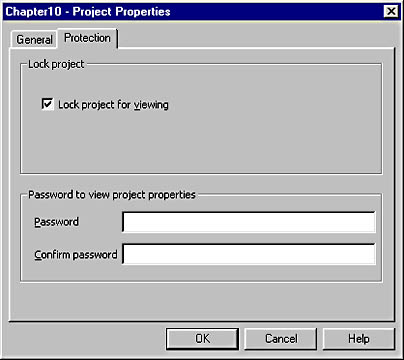 Chapter10 - Project Properties
General Protection
Lock project
Lock project for viewing
Password to view project properties
Password
Confirm password
OK Cancel Help